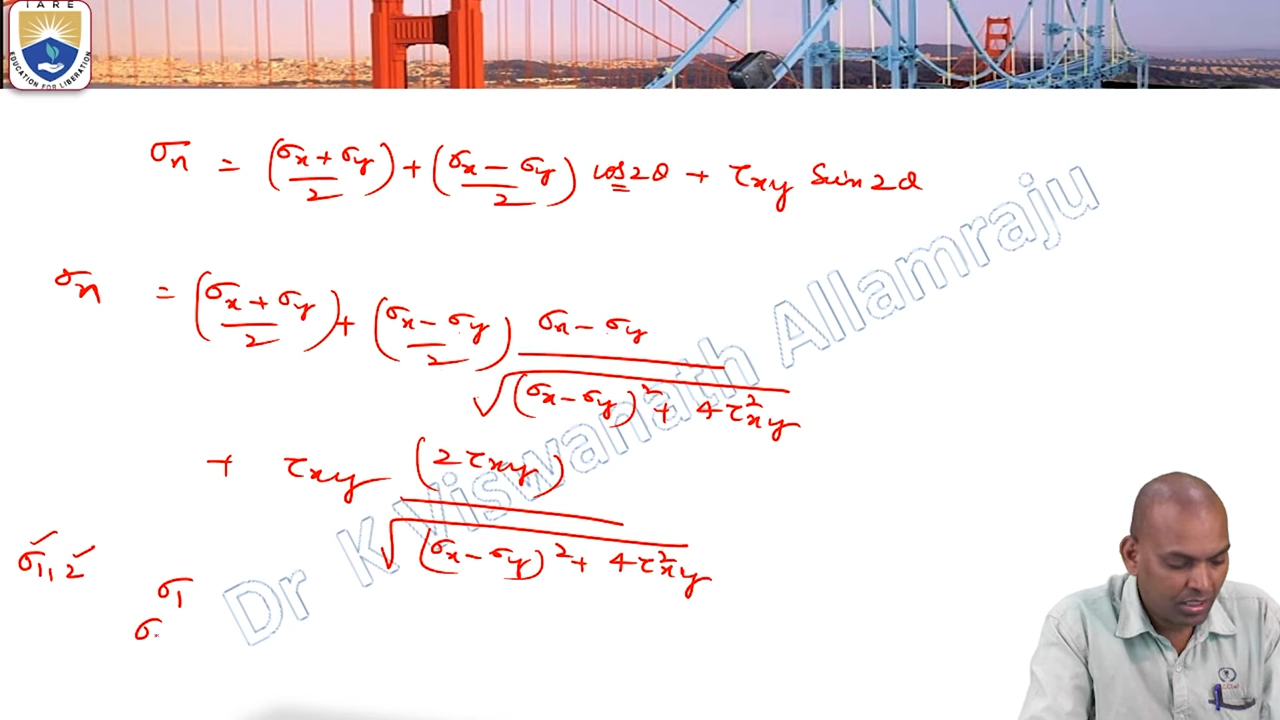 IARE
EDUCATION FOR LIBERATION
σn = (σx + σy / 2) + (σx − σy / 2) cos2θ + τxy Sin2θ
σn = (σx + σy / 2) + (σx − σy / 2) σx − σy / √(σx − σy)² + 4τ²xy
+ τxy (2τxy) / √(σx − σy)² + 4τ²xy
σ1,2
σ1
σ
Dr K Viswanath Allamraju